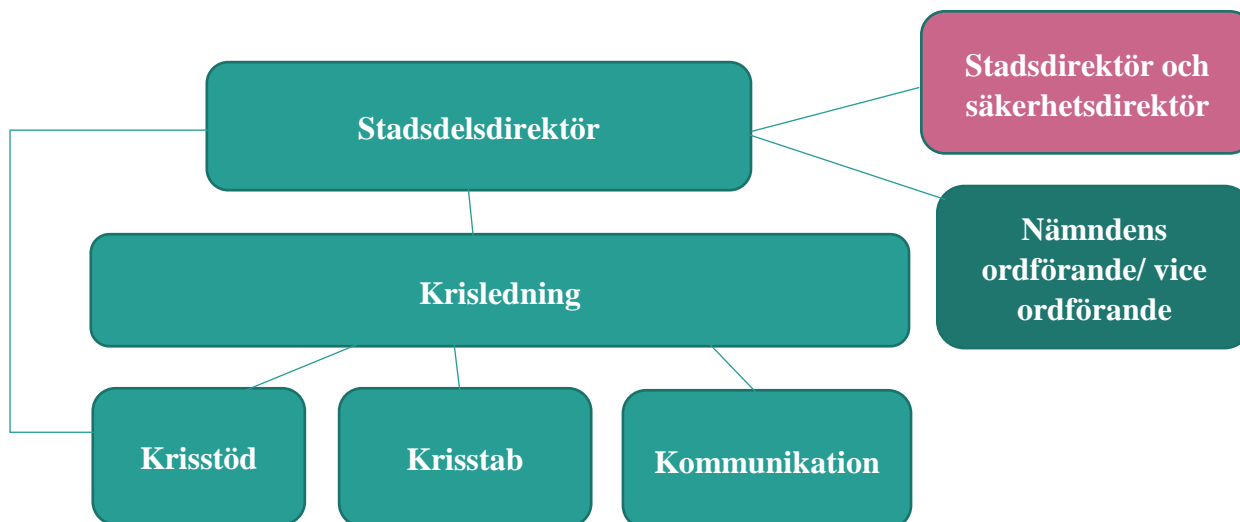 Stadsdirektör och
säkerhetsdirektör
Stadsdelsdirektör
Nämndens
ordförande/ vice
ordförande
Krisledning
Krisstöd
Krisstab
Kommunikation